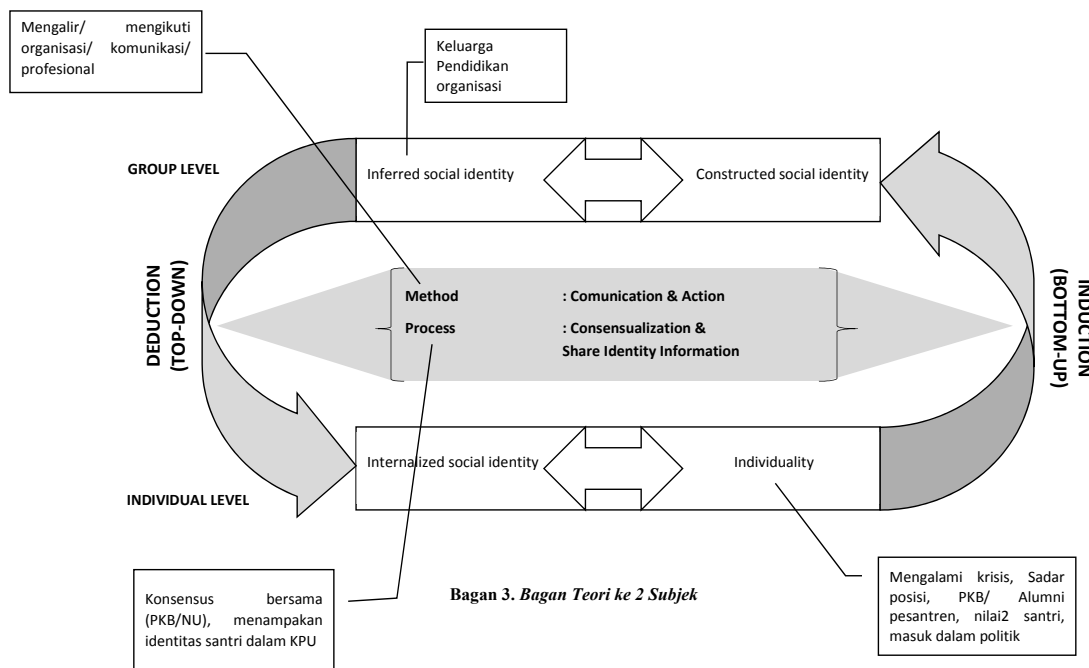 Mengalir/ mengikuti
organisasi/ komunikasi/
profesional
Keluarga
Pendidikan
organisasi
GROUP LEVEL
Inferred social identity
Constructed social identity
DEDUCTION
(TOP-DOWN)
Method : Comunication & Action
Process : Consensualization &
Share Identity Information
INDUCTION
(BOTTOM-UP)
Internalized social identity
Individuality
INDIVIDUAL LEVEL
Konsensus bersama
(PKB/NU), menampakan
identitas santri dalam KPU
Bagan 3. Bagan Teori ke 2 Subjek
Mengalami krisis, Sadar
posisi, PKB/ Alumni
pesantren, nilai2 santri,
masuk dalam politik